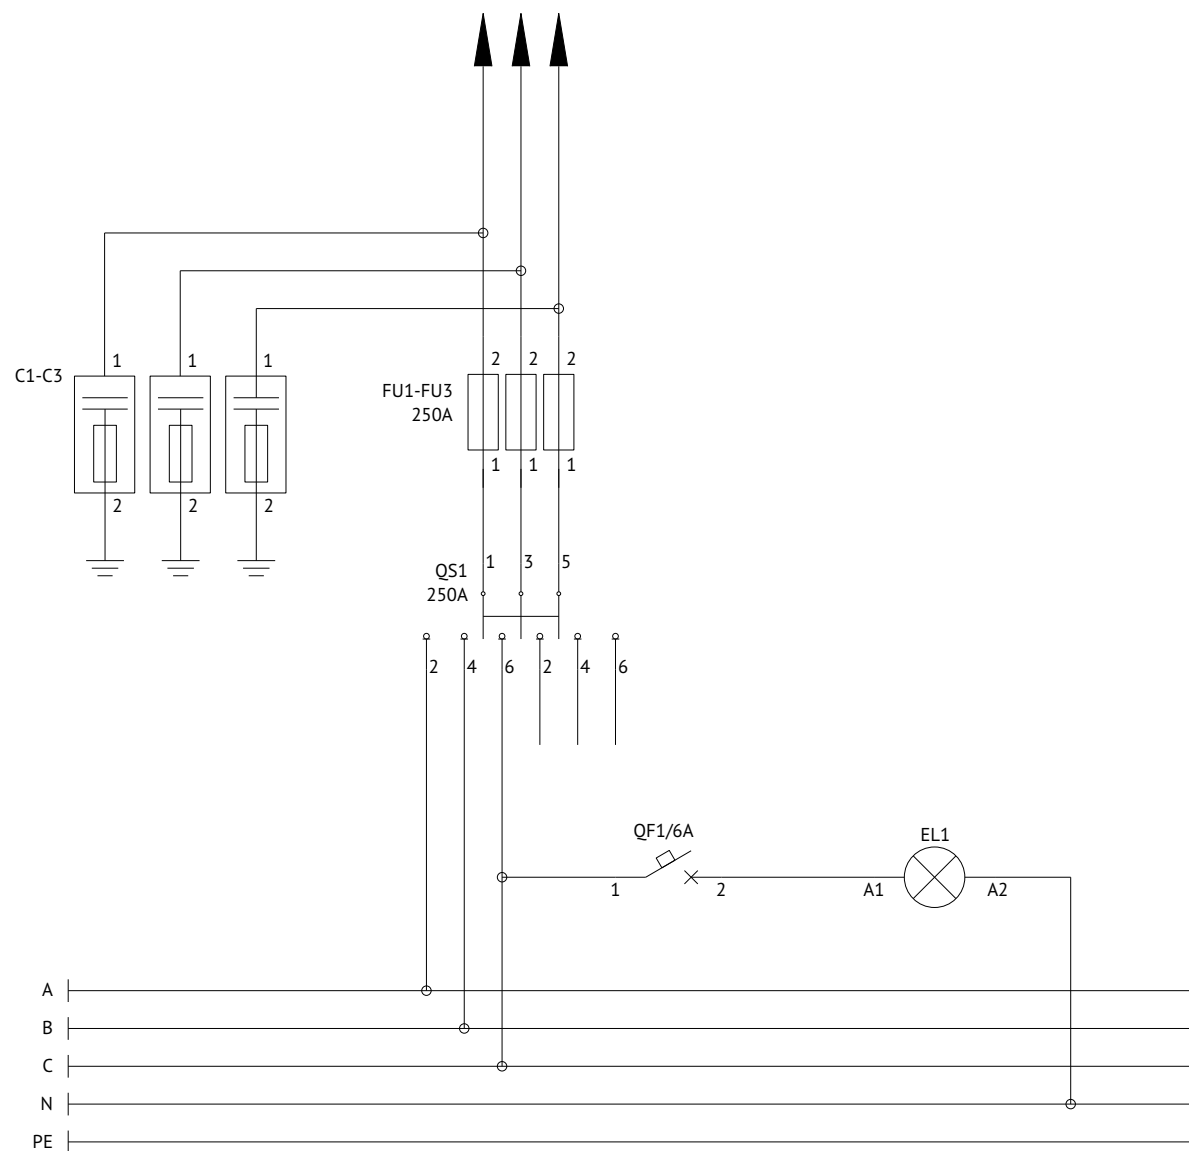 1 1 1 2 2 2
C1-C3
FU1-FU3
250A
1 1 1
2 2 2
1 3 5
QS1
250A
2 4 6 2 4 6
QF1/6A EL1
1 2 A1 A2
A
B
C
N
PE